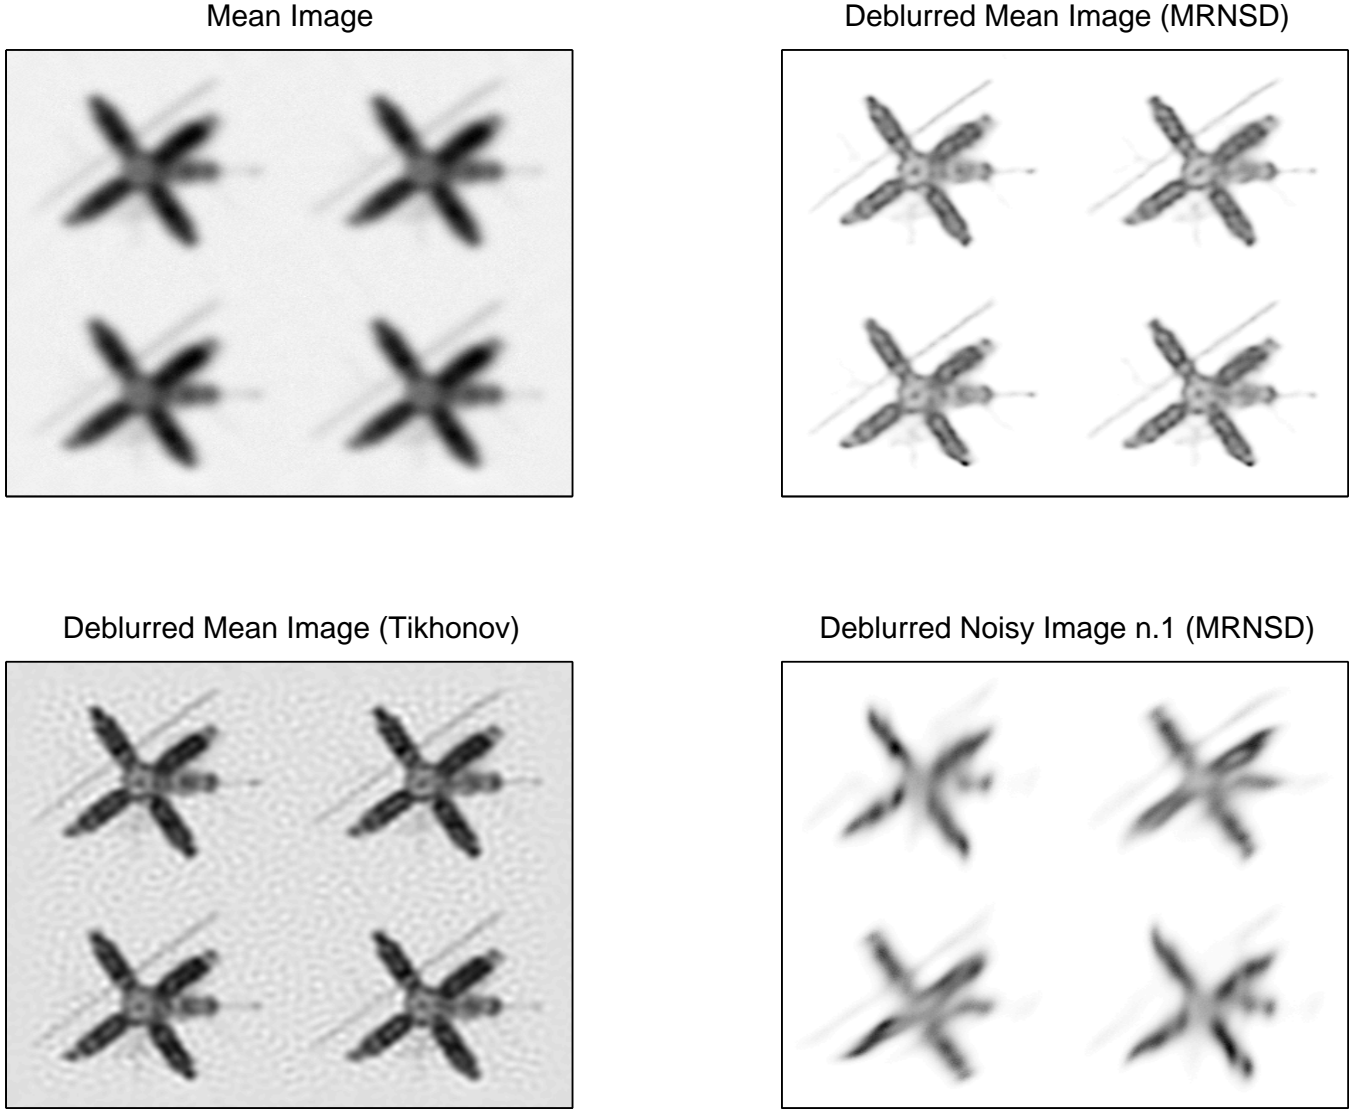 Mean Image
Deblurred Mean Image (MRNSD)
Deblurred Mean Image (Tikhonov)
Deblurred Noisy Image n.1 (MRNSD)